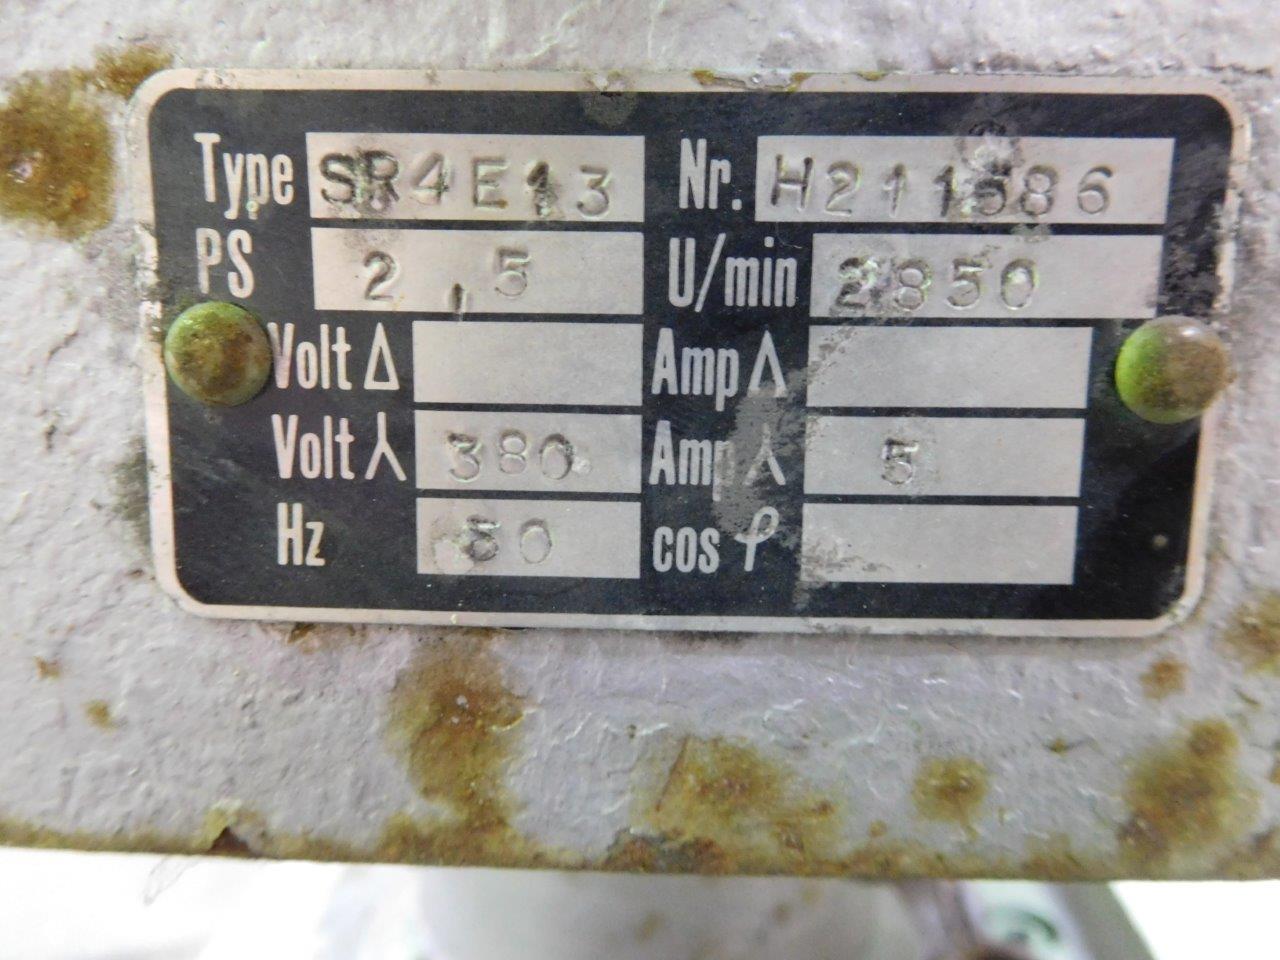 Type SR4E13 Nr. H211586
PS 2,5 U/min 2850
Volt Δ Amp Δ
Volt ⅄ 380 Amp ⅄ 5
Hz 50 cos φ